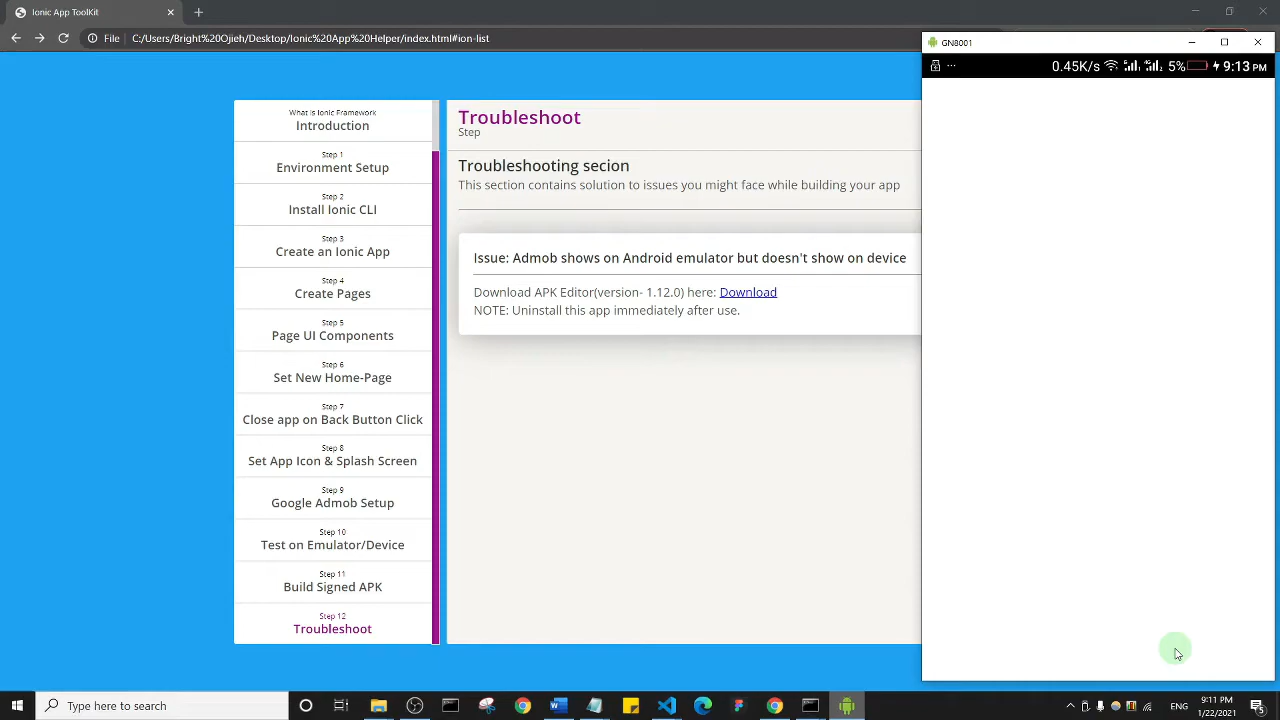 Ionic App ToolKit
File
C:/Users/Bright%20Ojieh/Desktop/Ionic%20App%20Helper/index.html#ion-list
GN8001
0.45K/s 5% 9:13 PM
What is Ionic Framework
Introduction
Step 1
Environment Setup
Step 2
Install Ionic CLI
Step 3
Create an Ionic App
Step 4
Create Pages
Step 5
Page UI Components
Step 6
Set New Home-Page
Step 7
Close app on Back Button Click
Step 8
Set App Icon & Splash Screen
Step 9
Google Admob Setup
Step 10
Test on Emulator/Device
Step 11
Build Signed APK
Step 12
Troubleshoot
Troubleshoot
Step
Troubleshooting secion
This section contains solution to issues you might face while building your app
Issue: Admob shows on Android emulator but doesn't show on device
Download APK Editor(version- 1.12.0) here: Download
NOTE: Uninstall this app immediately after use.
Type here to search
ENG
9:11 PM
1/22/2021